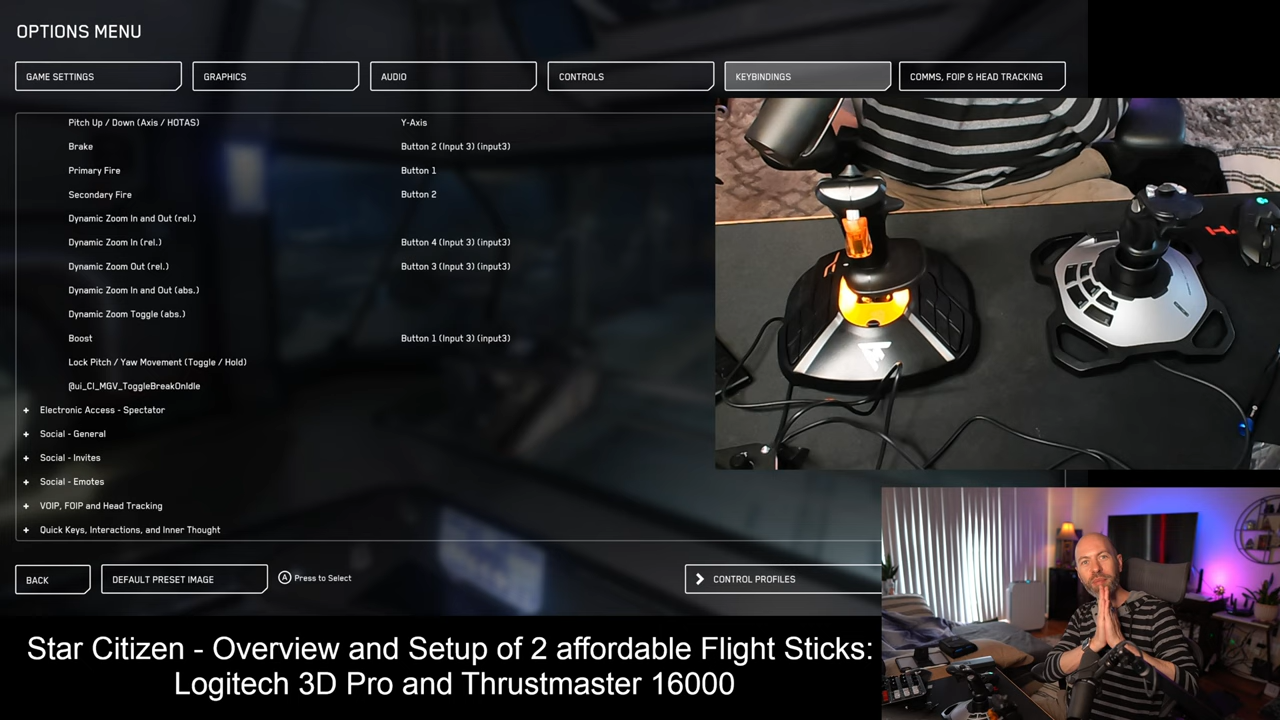 OPTIONS MENU
GAME SETTINGS
GRAPHICS
AUDIO
CONTROLS
KEYBINDINGS
COMMS, FOIP & HEAD TRACKING
Pitch Up / Down (Axis / HOTAS) Y-Axis
Brake Button 2 (Input 3) (input3)
Primary Fire Button 1
Secondary Fire Button 2
Dynamic Zoom In and Out (rel.)
Dynamic Zoom In (rel.) Button 4 (Input 3) (input3)
Dynamic Zoom Out (rel.) Button 3 (Input 3) (input3)
Dynamic Zoom In and Out (abs.)
Dynamic Zoom Toggle (abs.)
Boost Button 1 (Input 3) (input3)
Lock Pitch / Yaw Movement (Toggle / Hold)
@ui_CI_MGV_ToggleBreakOnIdle
+ Electronic Access - Spectator
+ Social - General
+ Social - Invites
+ Social - Emotes
+ VOIP, FOIP and Head Tracking
+ Quick Keys, Interactions, and Inner Thought
BACK
DEFAULT PRESET IMAGE
A Press to Select
CONTROL PROFILES
Star Citizen - Overview and Setup of 2 affordable Flight Sticks:
Logitech 3D Pro and Thrustmaster 16000